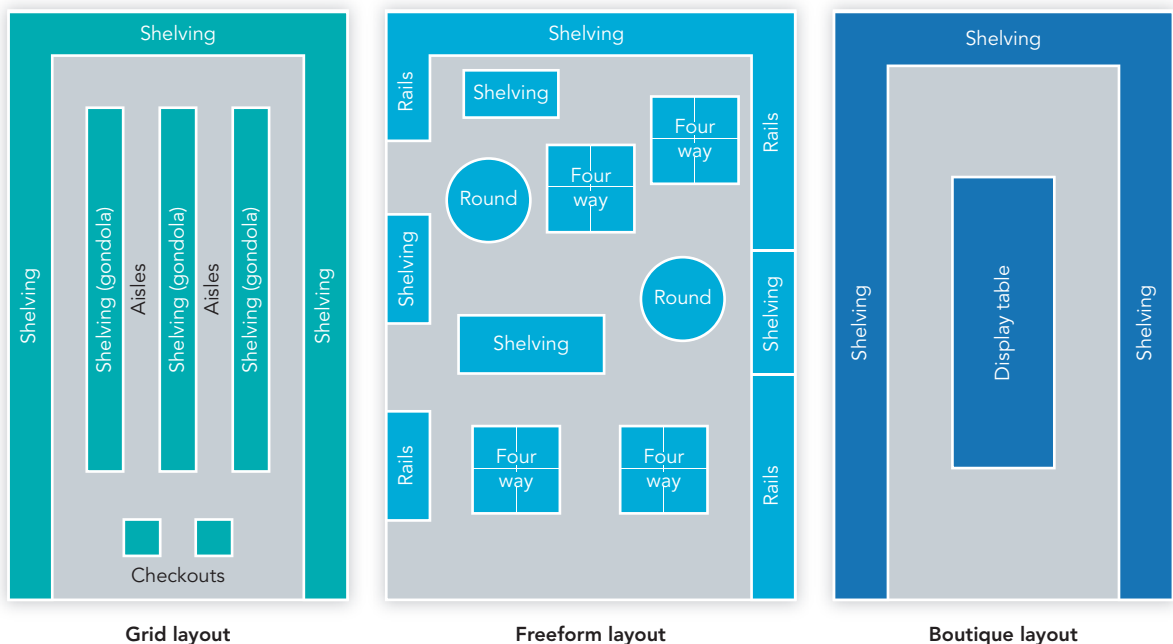 Shelving
Shelving
Shelving (gondola)
Aisles
Shelving (gondola)
Aisles
Shelving (gondola)
Shelving
Checkouts
Grid layout
Shelving
Rails
Shelving
Four
way
Rails
Round
Four
way
Shelving
Round
Shelving
Shelving
Rails
Four
way
Four
way
Rails
Freeform layout
Shelving
Shelving
Display table
Shelving
Boutique layout